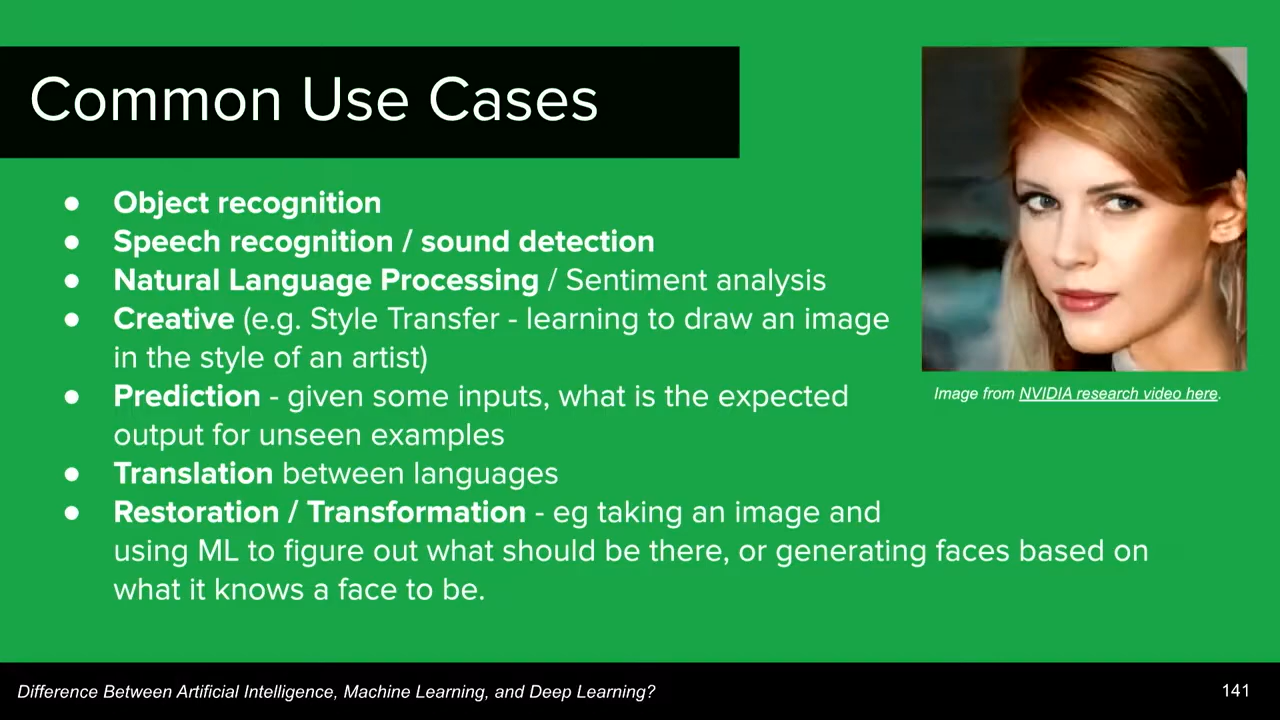 Common Use Cases
● Object recognition
● Speech recognition / sound detection
● Natural Language Processing / Sentiment analysis
● Creative (e.g. Style Transfer - learning to draw an image
in the style of an artist)
● Prediction - given some inputs, what is the expected
output for unseen examples
● Translation between languages
● Restoration / Transformation - eg taking an image and
using ML to figure out what should be there, or generating faces based on
what it knows a face to be.
Image from NVIDIA research video here.
Difference Between Artificial Intelligence, Machine Learning, and Deep Learning?
141